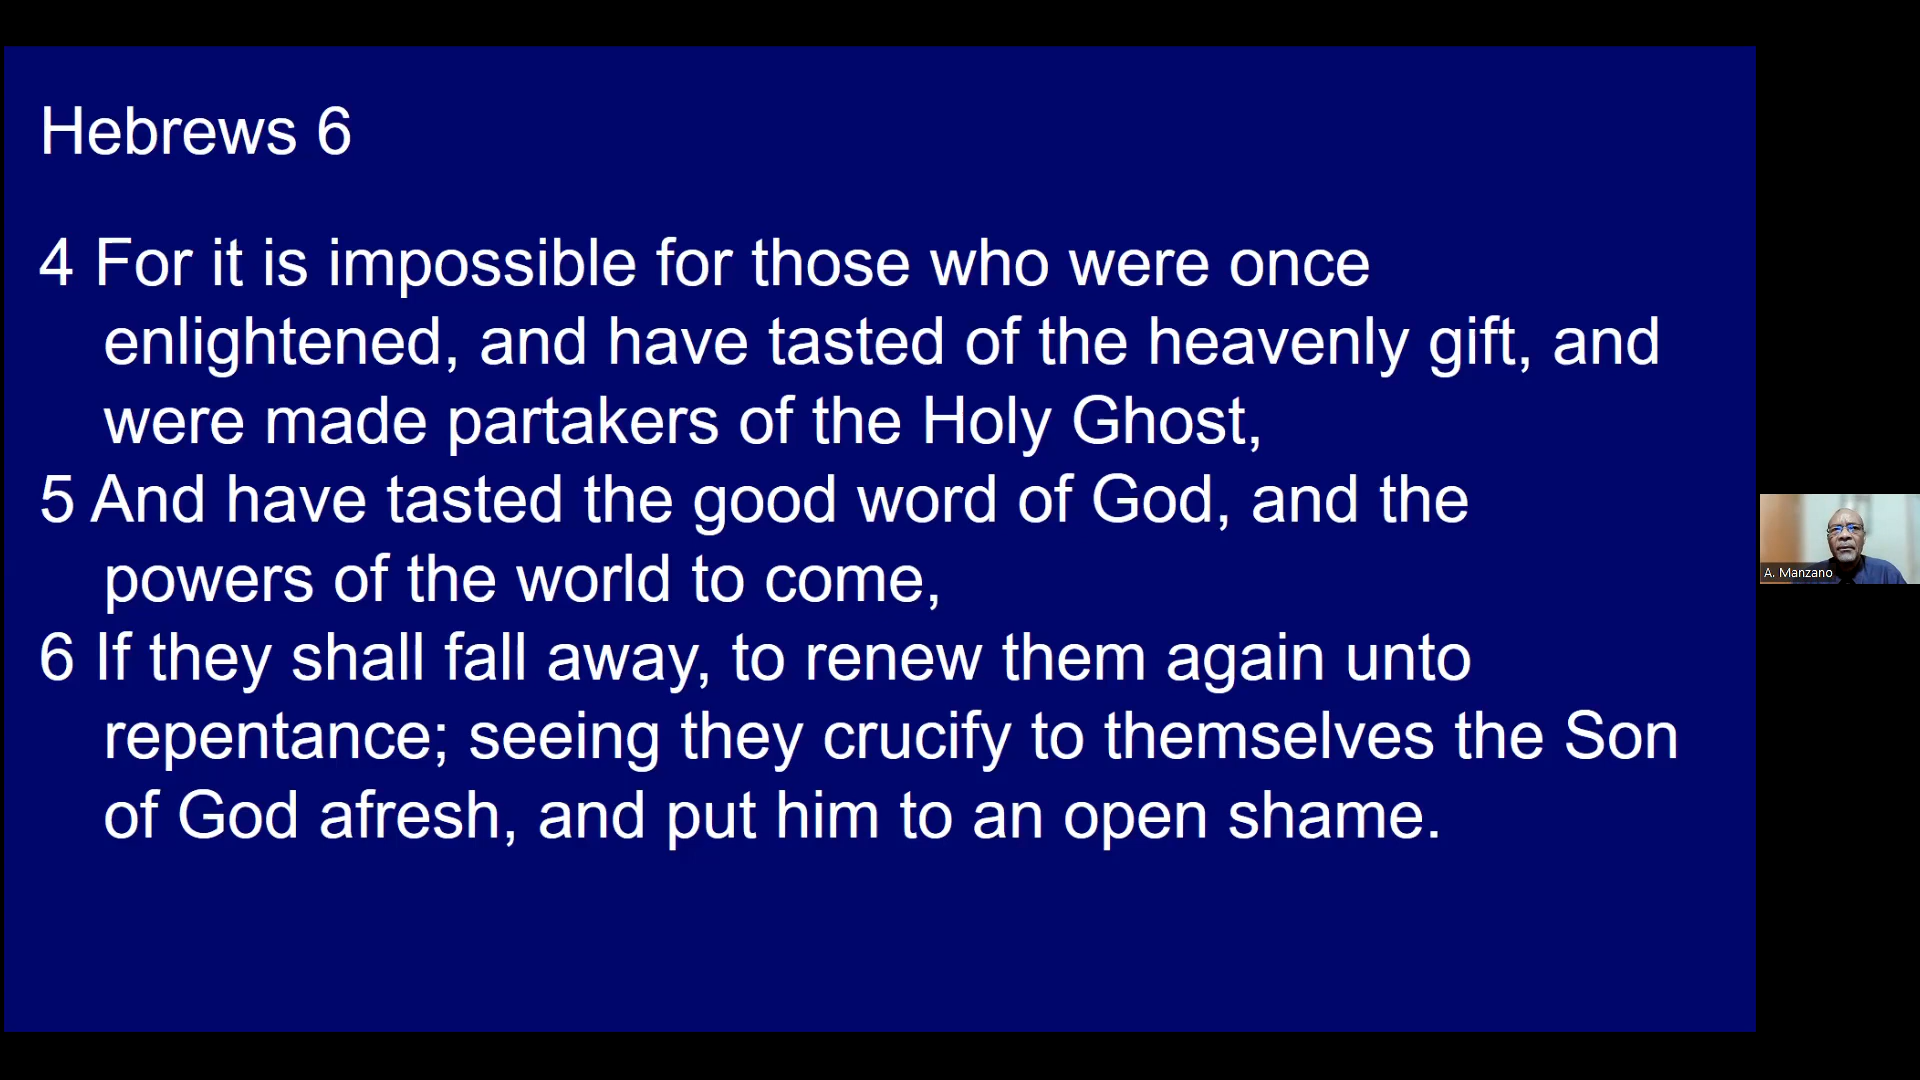 Hebrews 6
4 For it is impossible for those who were once
enlightened, and have tasted of the heavenly gift, and
were made partakers of the Holy Ghost,
5 And have tasted the good word of God, and the
powers of the world to come,
6 If they shall fall away, to renew them again unto
repentance; seeing they crucify to themselves the Son
of God afresh, and put him to an open shame.
A. Manzano